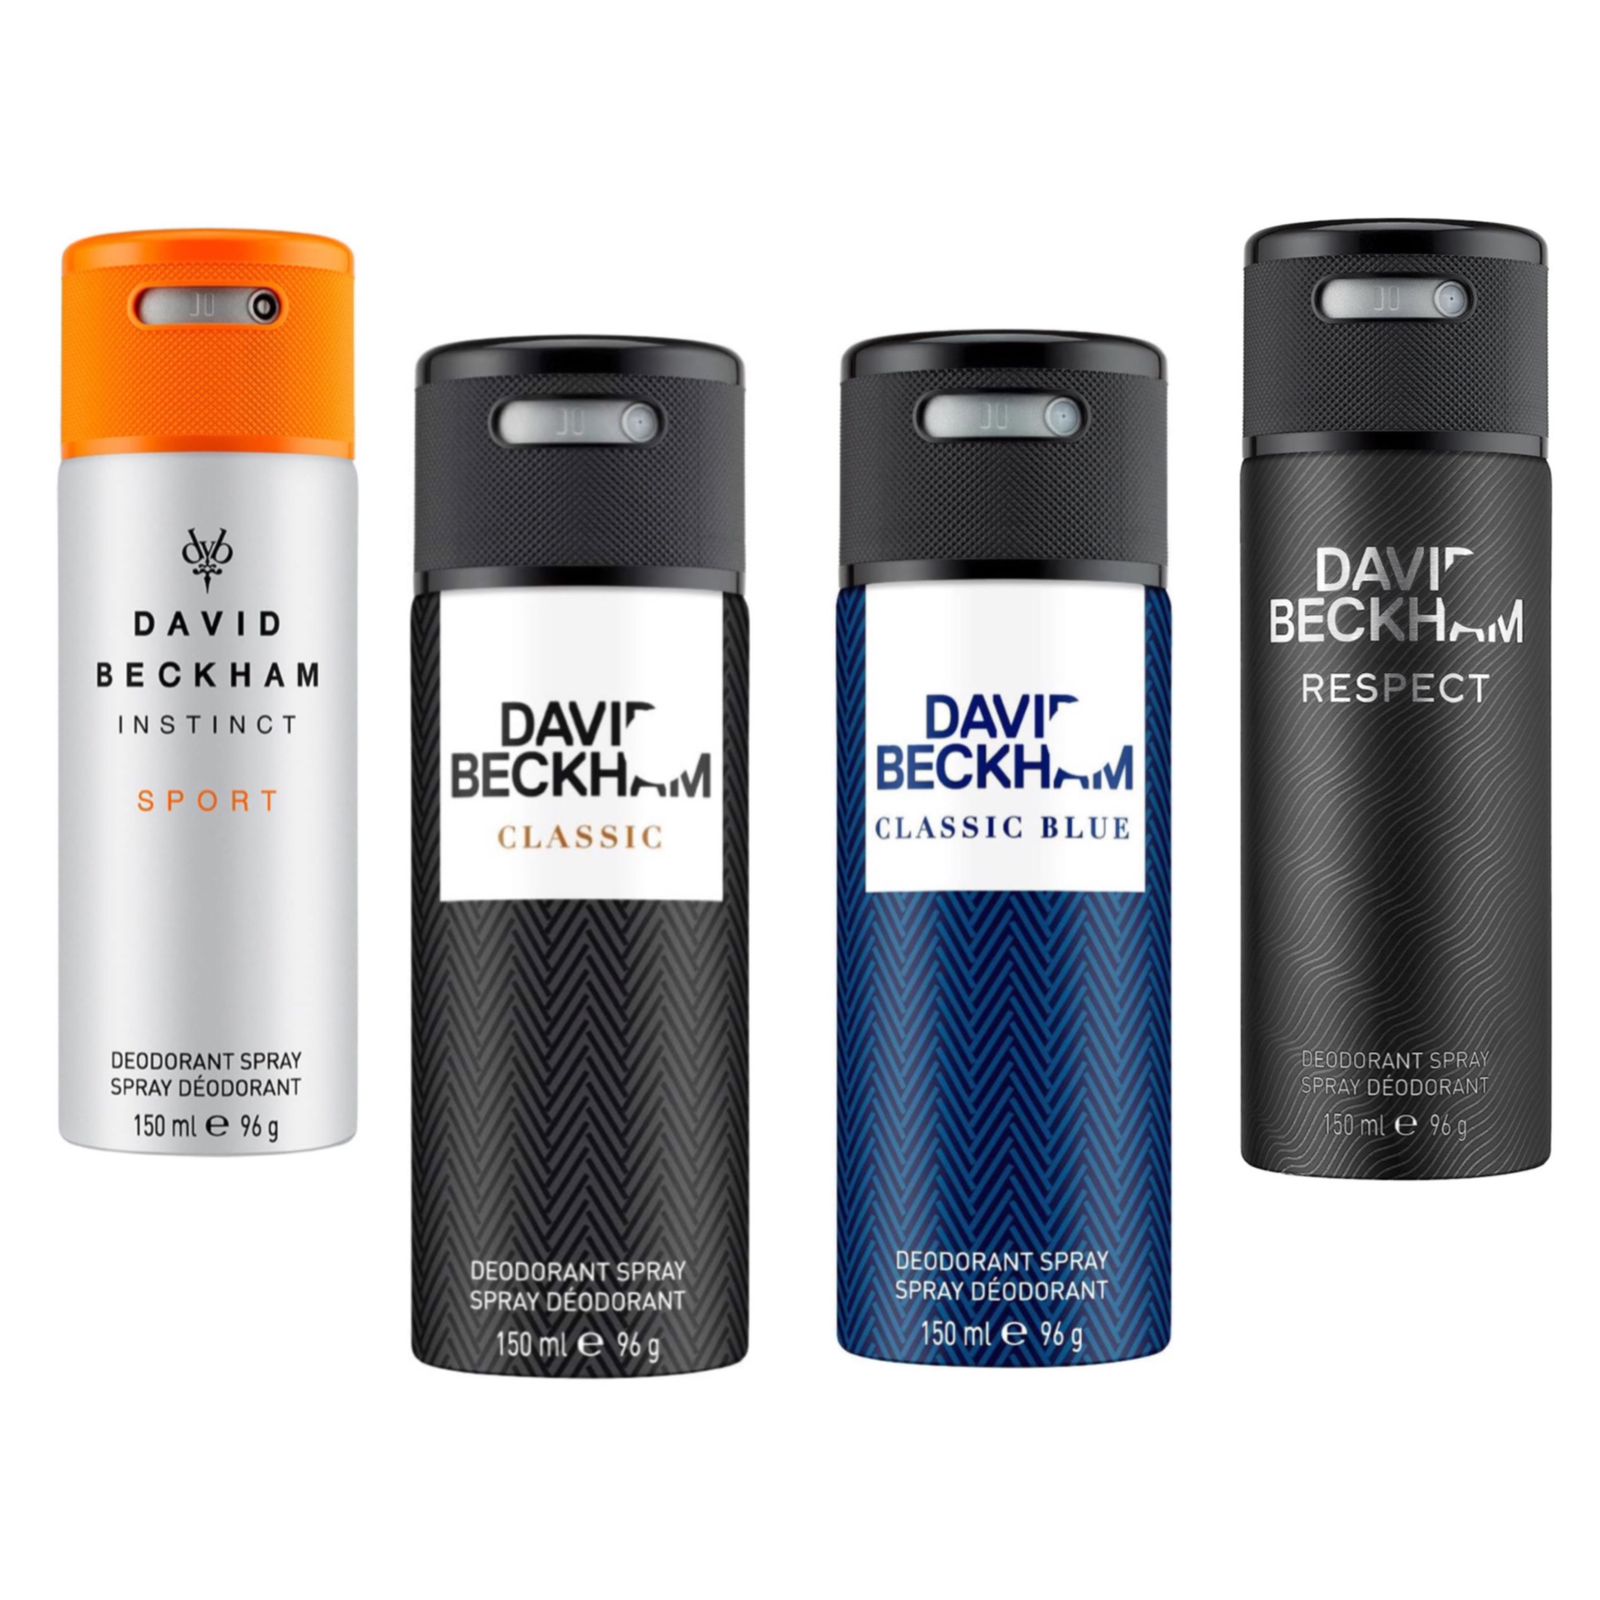 dvb
DAVID
BECKHAM
INSTINCT
SPORT
DEODORANT SPRAY
SPRAY DÉODORANT
150 ml e 96 g
DAVID
BECKHAM
CLASSIC
DEODORANT SPRAY
SPRAY DÉODORANT
150 ml e 96 g
DAVID
BECKHAM
CLASSIC BLUE
DEODORANT SPRAY
SPRAY DÉODORANT
150 ml e 96 g
DAVID
BECKHAM
RESPECT
DEODORANT SPRAY
SPRAY DÉODORANT
150 ml e 96 g